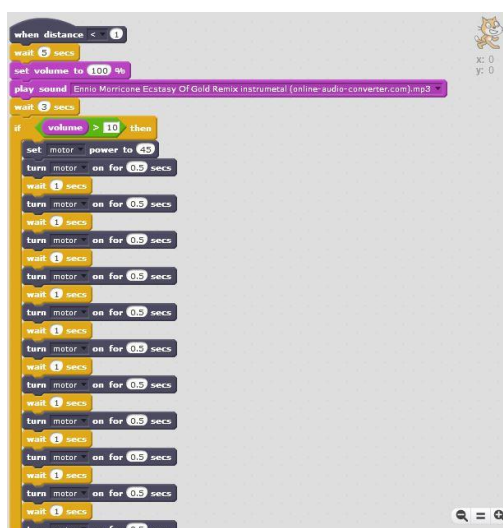 when distance < 1
wait 5 secs
set volume to 100 %
play sound Ennio Morricone Ecstasy Of Gold Remix instrumetal (online-audio-converter.com).mp3
wait 3 secs
if volume > 10 then
set motor power to 45
turn motor on for 0.5 secs
wait 1 secs
turn motor on for 0.5 secs
wait 1 secs
turn motor on for 0.5 secs
wait 1 secs
turn motor on for 0.5 secs
wait 1 secs
turn motor on for 0.5 secs
wait 1 secs
turn motor on for 0.5 secs
wait 1 secs
turn motor on for 0.5 secs
wait 1 secs
turn motor on for 0.5 secs
wait 1 secs
turn motor on for 0.5 secs
wait 1 secs
turn motor on for 0.5 secs
wait 1 secs
x: 0
y: 0